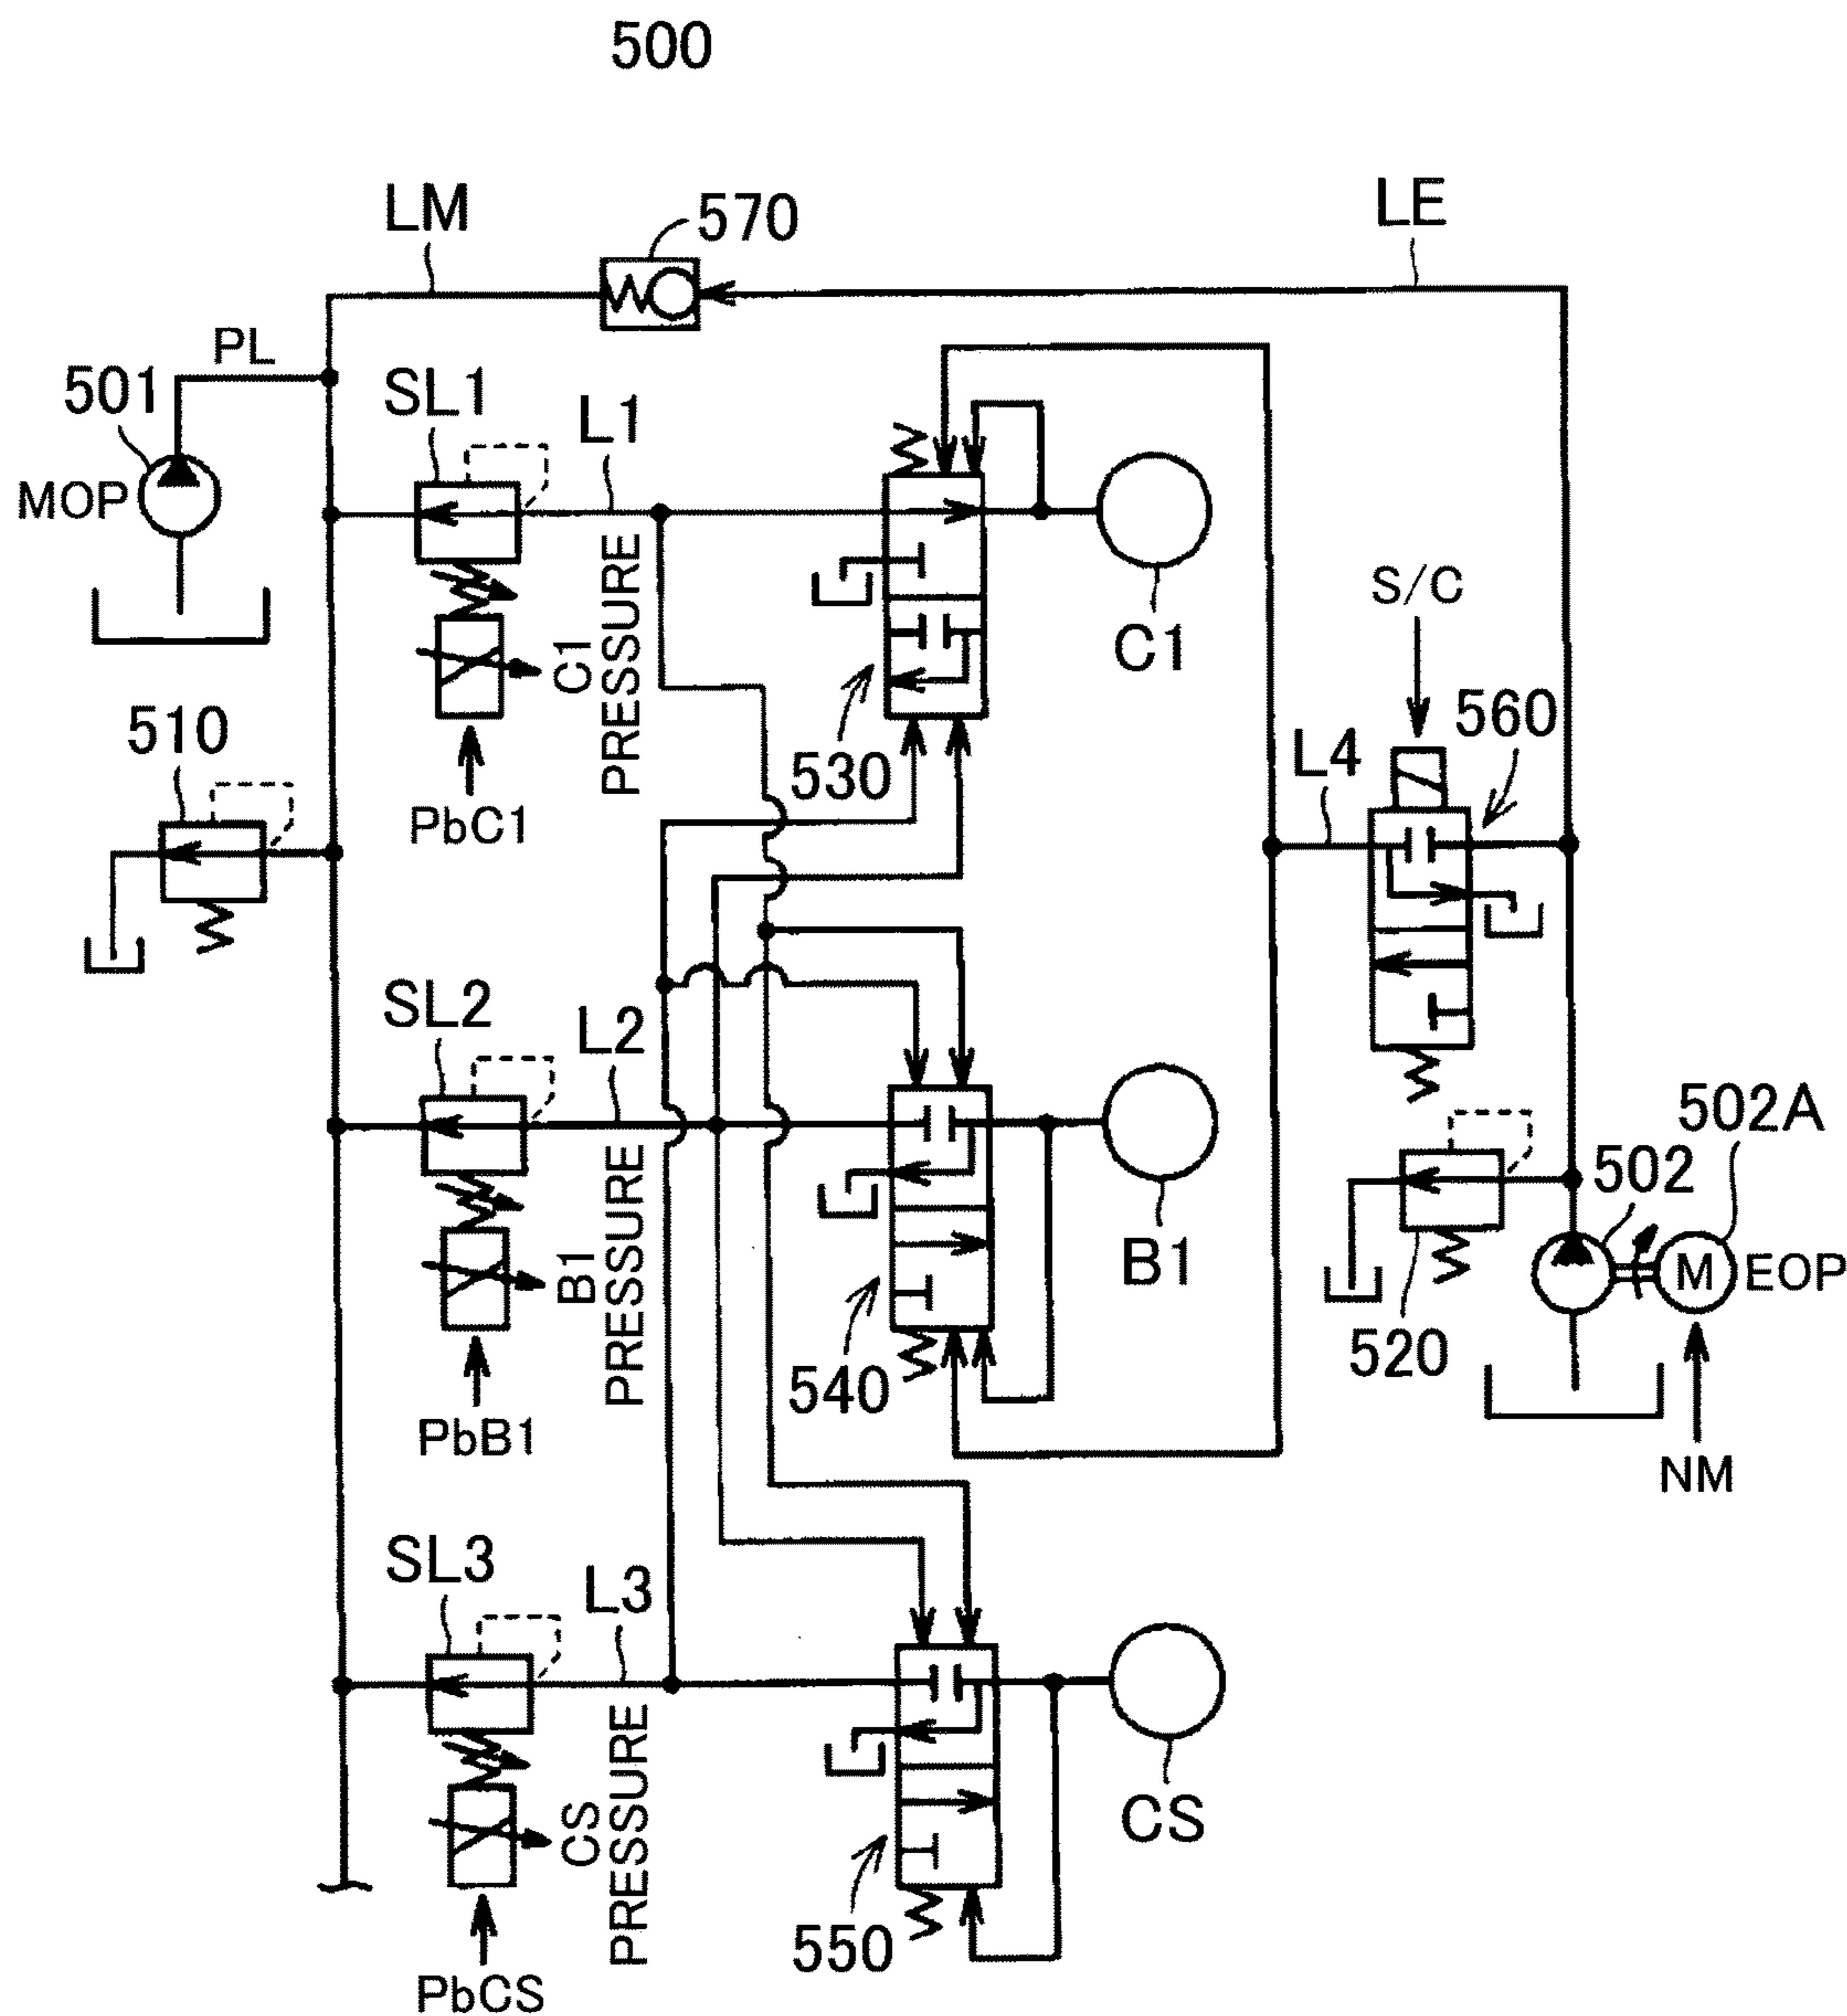 500
LM
570
LE
PL
501
SL1
L1
MOP
S/C
C1
C1 PRESSURE
510
530
560
L4
PbC1
SL2
L2
502A
502
B1
B1 PRESSURE
M
EOP
540
520
PbB1
NM
SL3
L3
CS
CS PRESSURE
550
PbCS